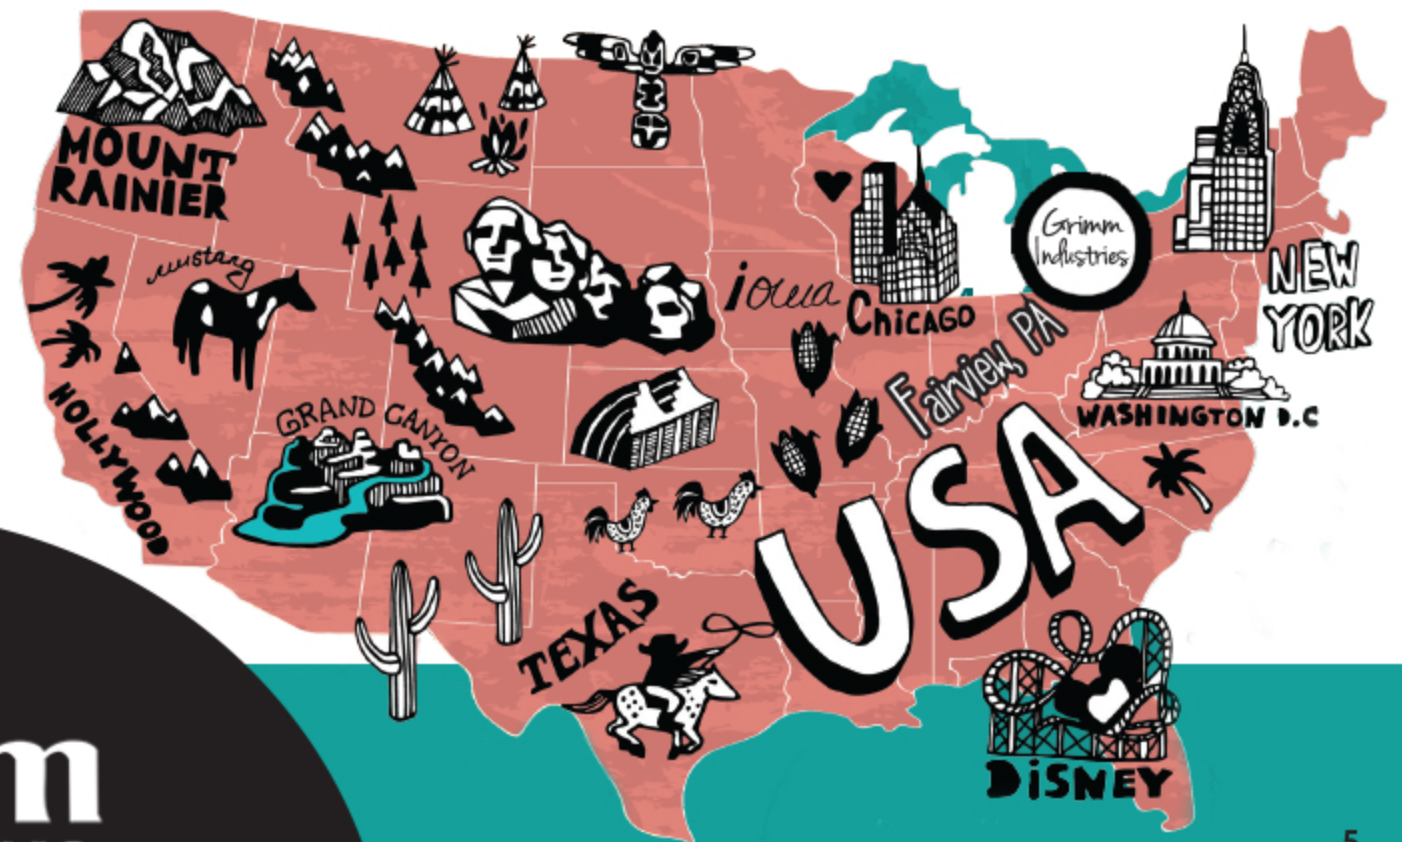 MOUNT
RAINIER
mustang
Grimm
Industries
NEW
YORK
iowa
CHiCAGO
Fairview, PA
WASHINGTON D.C
HOLLYWOOD
GRAND CANYON
USA
TEXAS
DiSNEY
m
5